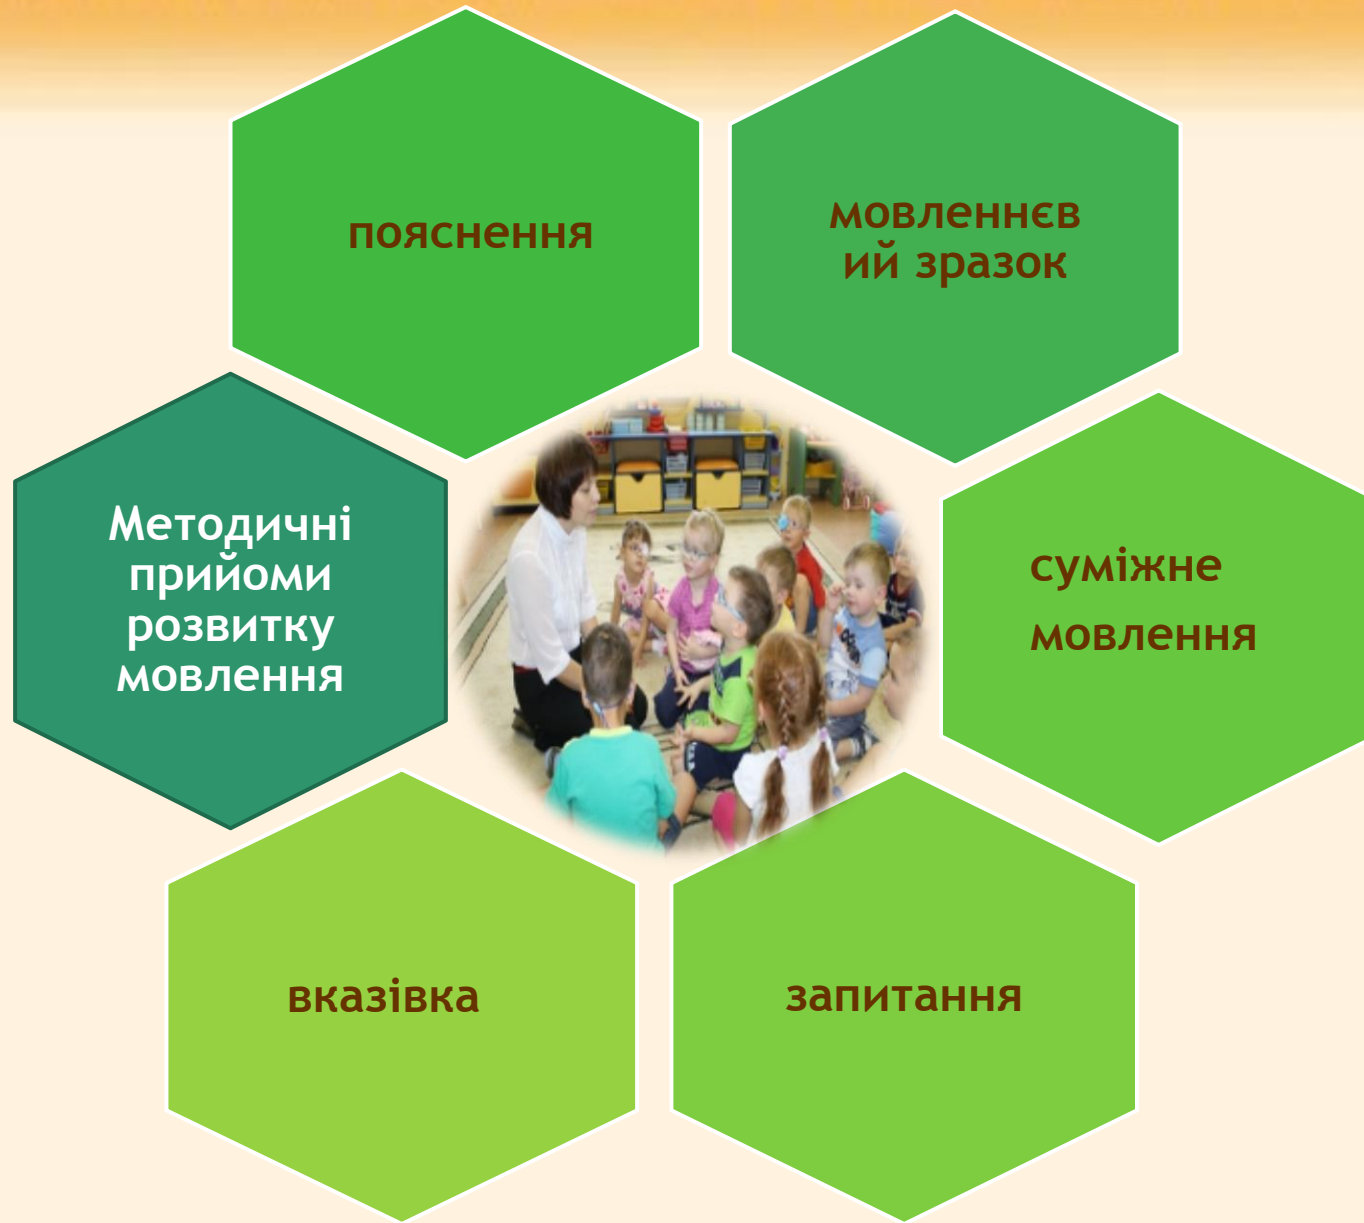 пояснення
мовленнєв
ий зразок
Методичні
прийоми
розвитку
мовлення
суміжне
мовлення
вказівка
запитання